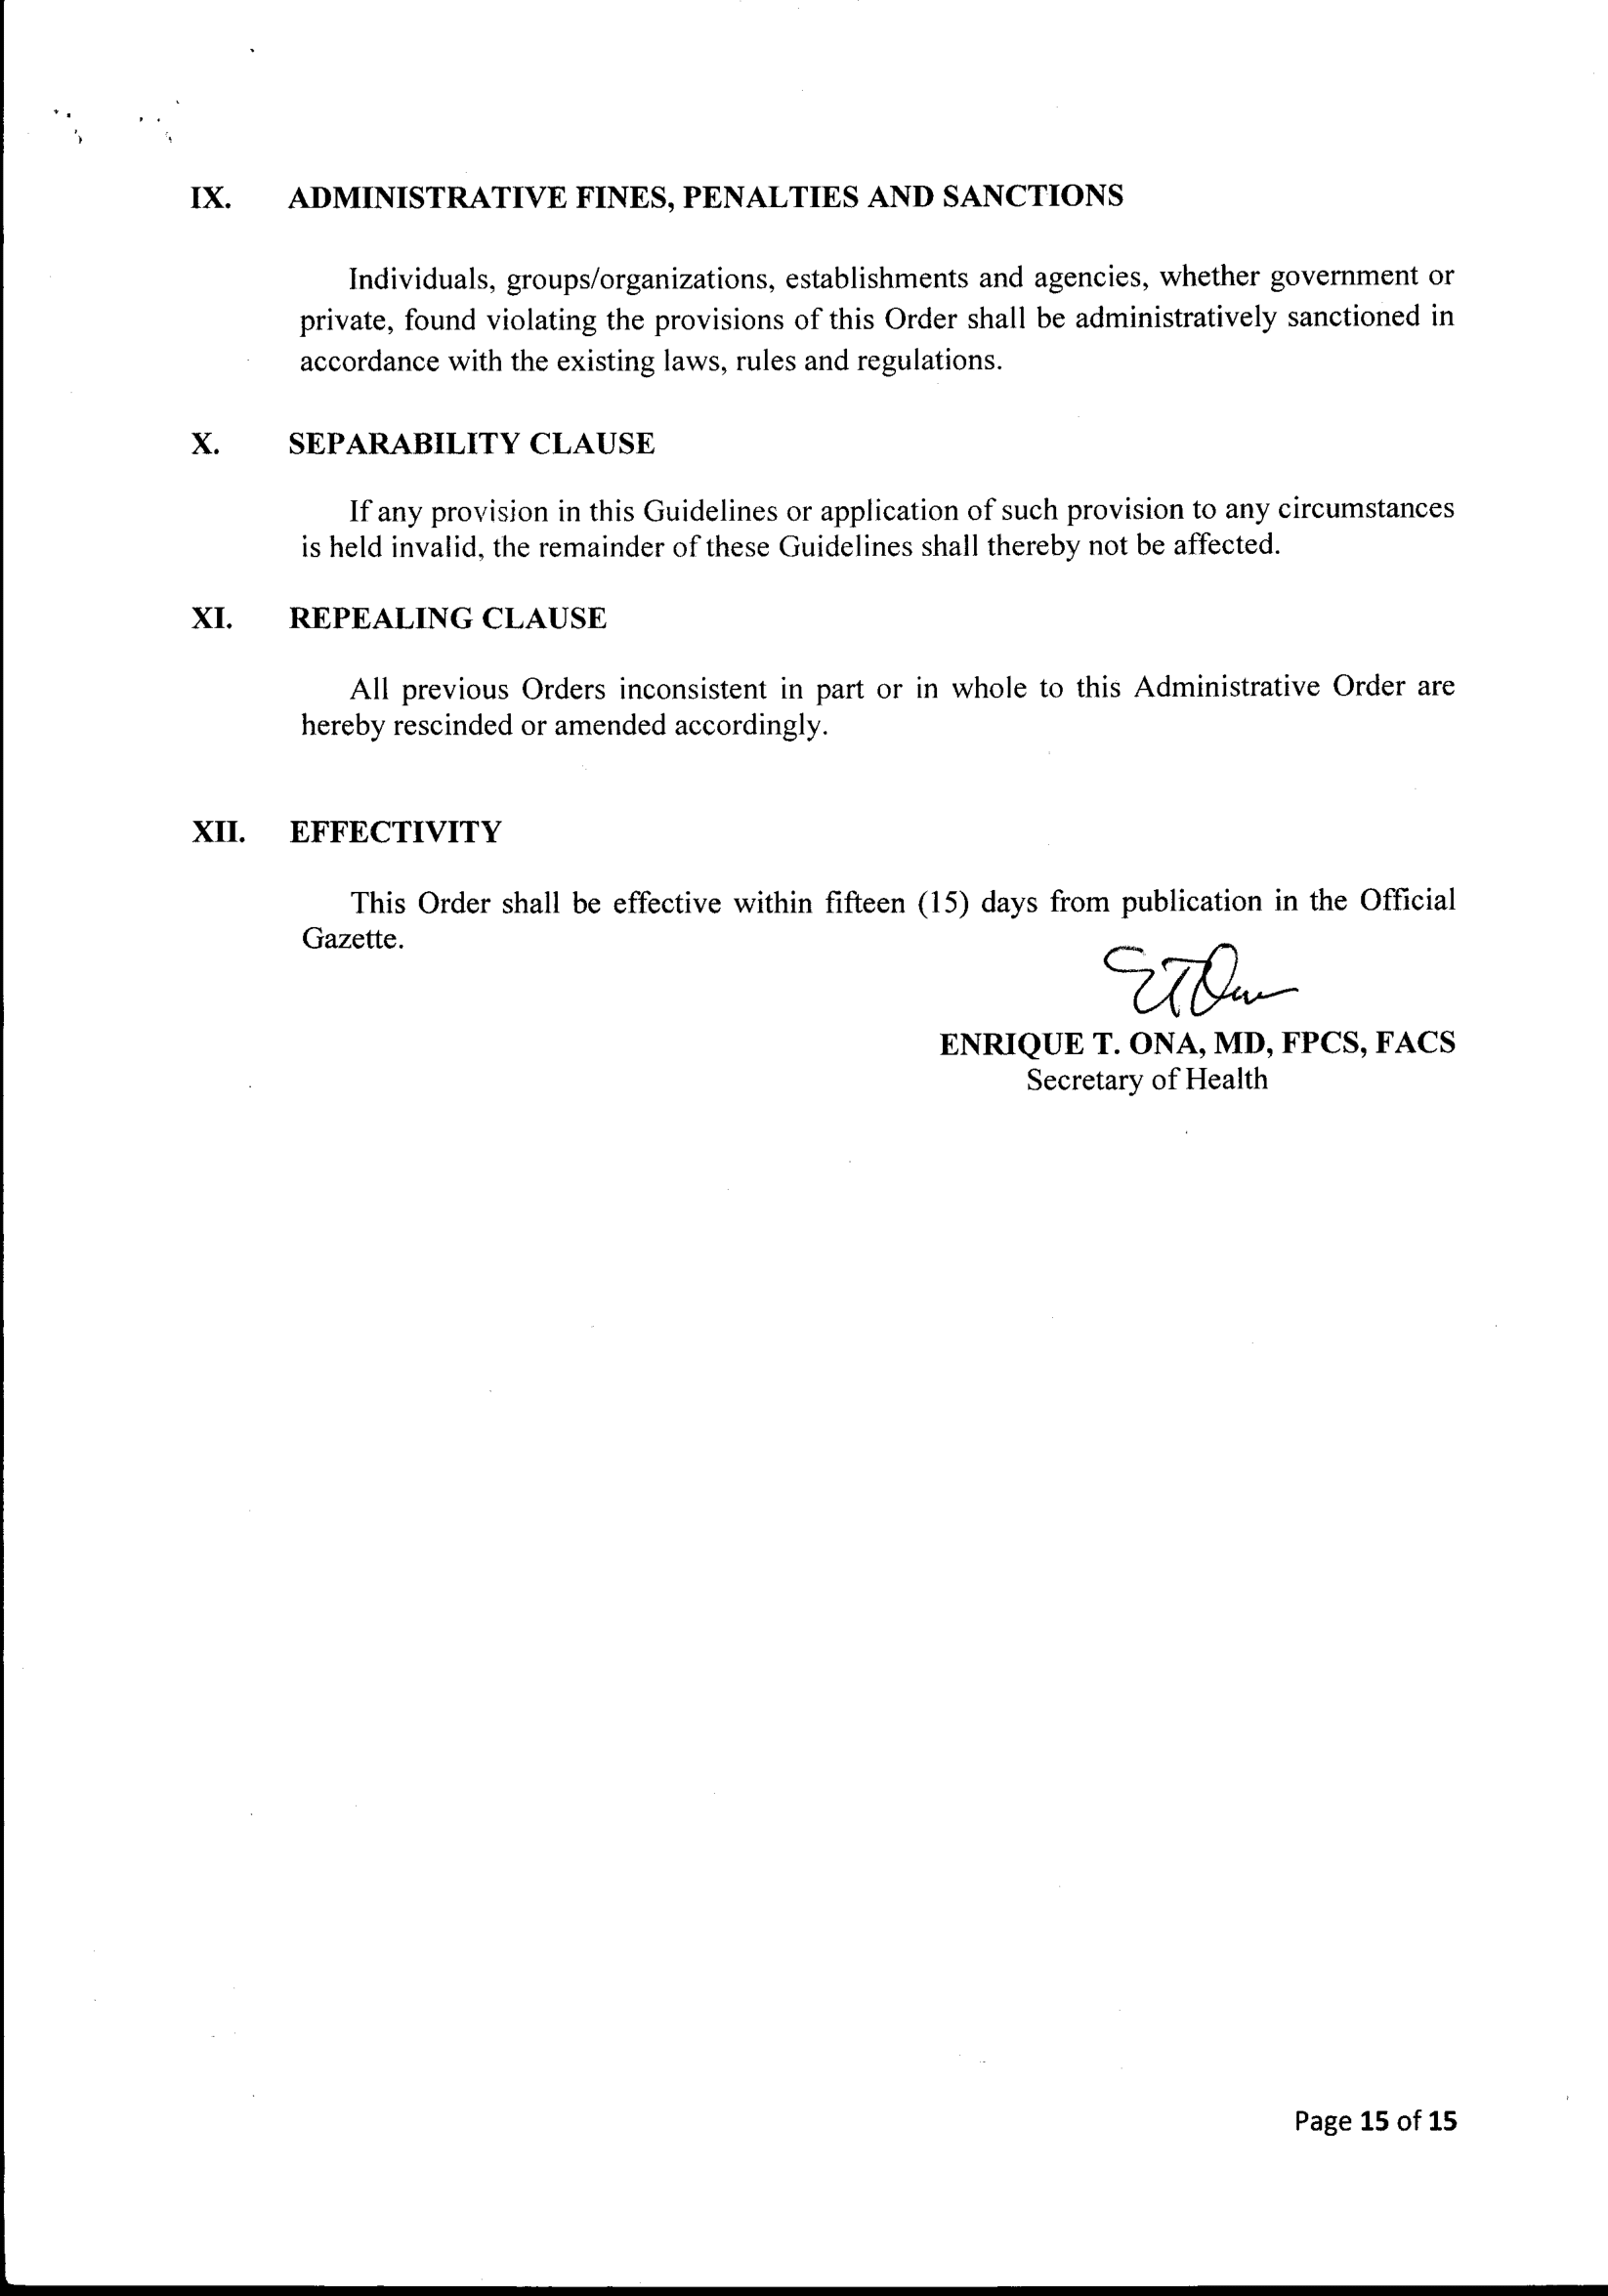 IX. ADMINISTRATIVE FINES, PENALTIES AND SANCTIONS
Individuals, groups/organizations, establishments and agencies, whether government or
private, found violating the provisions of this Order shall be administratively sanctioned in
accordance with the existing laws, rules and regulations.
X. SEPARABILITY CLAUSE
If any provision in this Guidelines or application of such provision to any circumstances
is held invalid, the remainder of these Guidelines shall thereby not be affected.
XI. REPEALING CLAUSE
All previous Orders inconsistent in part or in whole to this Administrative Order are
hereby rescinded or amended accordingly.
XII. EFFECTIVITY
This Order shall be effective within fifteen (15) days from publication in the Official
Gazette.
ENRIQUE T. ONA, MD, FPCS, FACS
Secretary of Health
Page 15 of 15